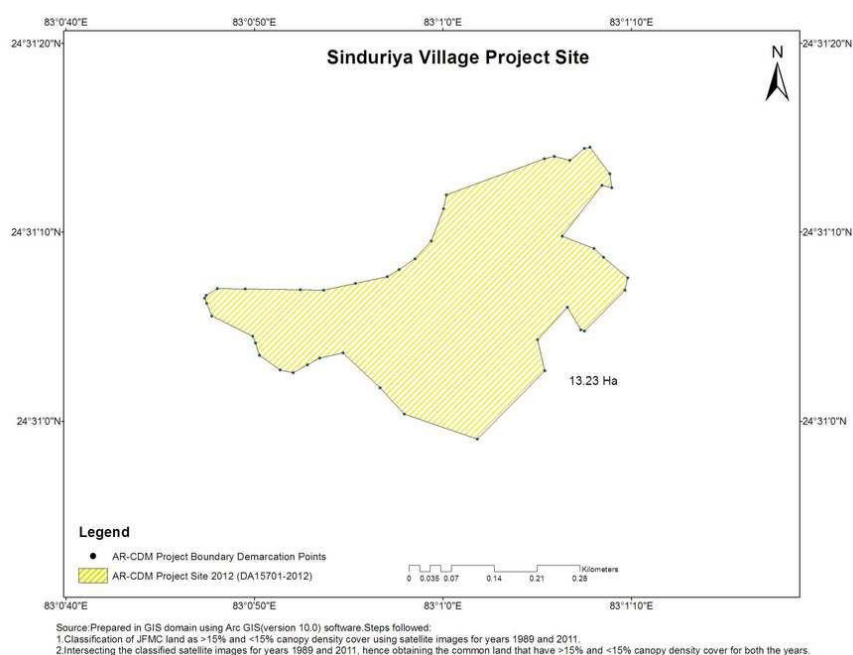 83°0'40"E 83°0'50"E 83°1'0"E 83°1'10"E
24°31'20"N 24°31'20"N
Sinduriya Village Project Site
N
24°31'10"N 24°31'10"N
13.23 Ha
24°31'0"N 24°31'0"N
Legend
AR-CDM Project Boundary Demarcation Points
AR-CDM Project Site 2012 (DA15701-2012)
Kilometers
0 0.035 0.07 0.14 0.21 0.28
83°0'40"E 83°0'50"E 83°1'0"E 83°1'10"E
Source:Prepared in GIS domain using Arc GIS(version 10.0) software.Steps followed:
1.Classification of JFMC land as >15% and <15% canopy density cover using satellite images for years 1989 and 2011.
2.Intersecting the classified satellite images for years 1989 and 2011, hence obtaining the common land that have >15% and <15% canopy density cover for both the years.